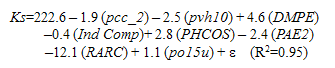 Ks=222.6 – 1.9 (pcc_2) – 2.5 (pvh10) + 4.6 (DMPE)
–0.4 (Ind Comp)+ 2.8 (PHCOS) – 2.4 (PAE2)
–12.1 (RARC) + 1.1 (po15u) + ε (R²=0.95)